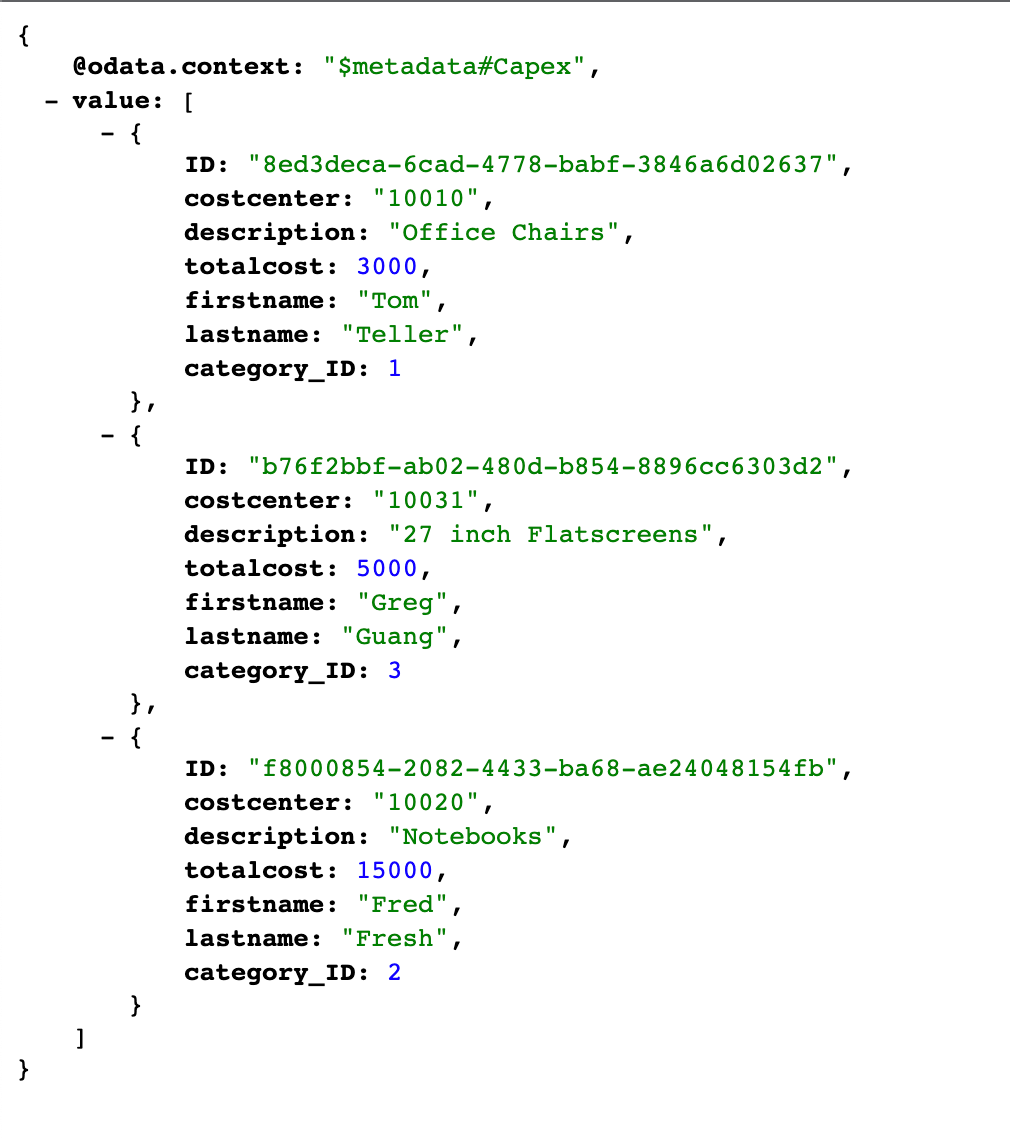 {
@odata.context: "$metadata#Capex",
- value: [
- {
ID: "8ed3deca-6cad-4778-babf-3846a6d02637",
costcenter: "10010",
description: "Office Chairs",
totalcost: 3000,
firstname: "Tom",
lastname: "Teller",
category_ID: 1
},
- {
ID: "b76f2bbf-ab02-480d-b854-8896cc6303d2",
costcenter: "10031",
description: "27 inch Flatscreens",
totalcost: 5000,
firstname: "Greg",
lastname: "Guang",
category_ID: 3
},
- {
ID: "f8000854-2082-4433-ba68-ae24048154fb",
costcenter: "10020",
description: "Notebooks",
totalcost: 15000,
firstname: "Fred",
lastname: "Fresh",
category_ID: 2
}
]
}